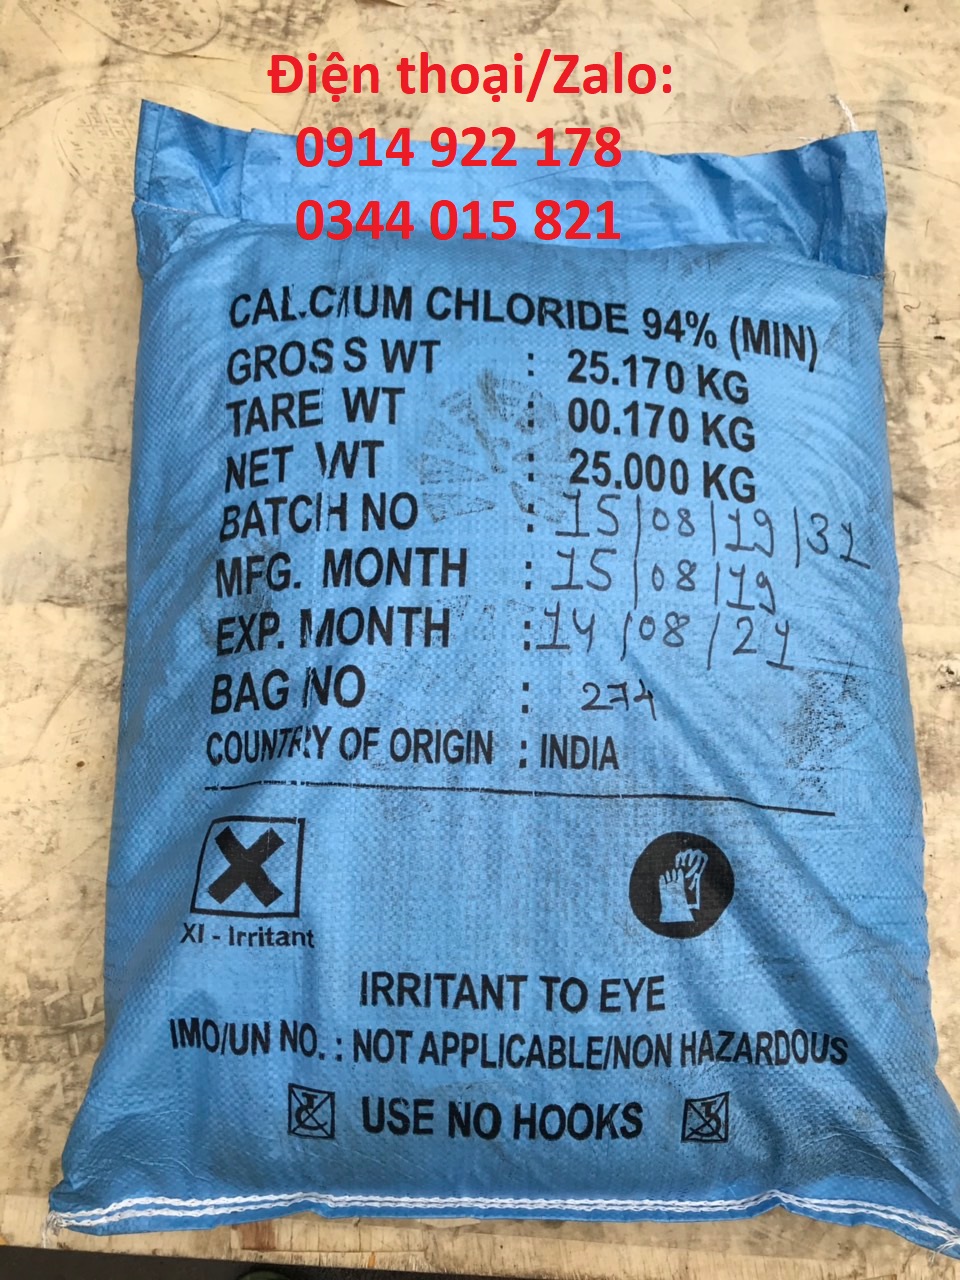 Điện thoại/Zalo:
0914 922 178
0344 015 821
CALCIUM CHLORIDE 94% (MIN)
GROSS WT : 25.170 KG
TARE WT : 00.170 KG
NET WT : 25.000 KG
BATCH NO : 15/08/19/31
MFG. MONTH : 15/08/19
EXP. MONTH : 14/08/21
BAG NO : 274
COUNTRY OF ORIGIN : INDIA
XI - Irritant
IRRITANT TO EYE
IMO/UN NO. : NOT APPLICABLE/NON HAZARDOUS
USE NO HOOKS